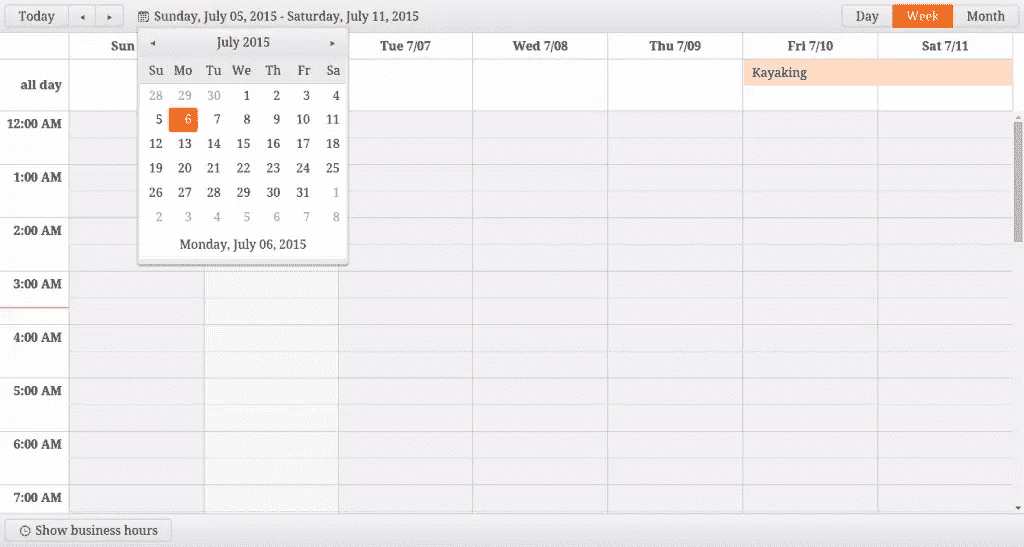 Today ◂ ▸ Sunday, July 05, 2015 - Saturday, July 11, 2015 Day Week Month
Sun Tue 7/07 Wed 7/08 Thu 7/09 Fri 7/10 Sat 7/11
all day Kayaking
◂ July 2015 ▸
Su Mo Tu We Th Fr Sa
28 29 30 1 2 3 4
5 6 7 8 9 10 11
12 13 14 15 16 17 18
19 20 21 22 23 24 25
26 27 28 29 30 31 1
2 3 4 5 6 7 8
Monday, July 06, 2015
12:00 AM
1:00 AM
2:00 AM
3:00 AM
4:00 AM
5:00 AM
6:00 AM
7:00 AM
Show business hours